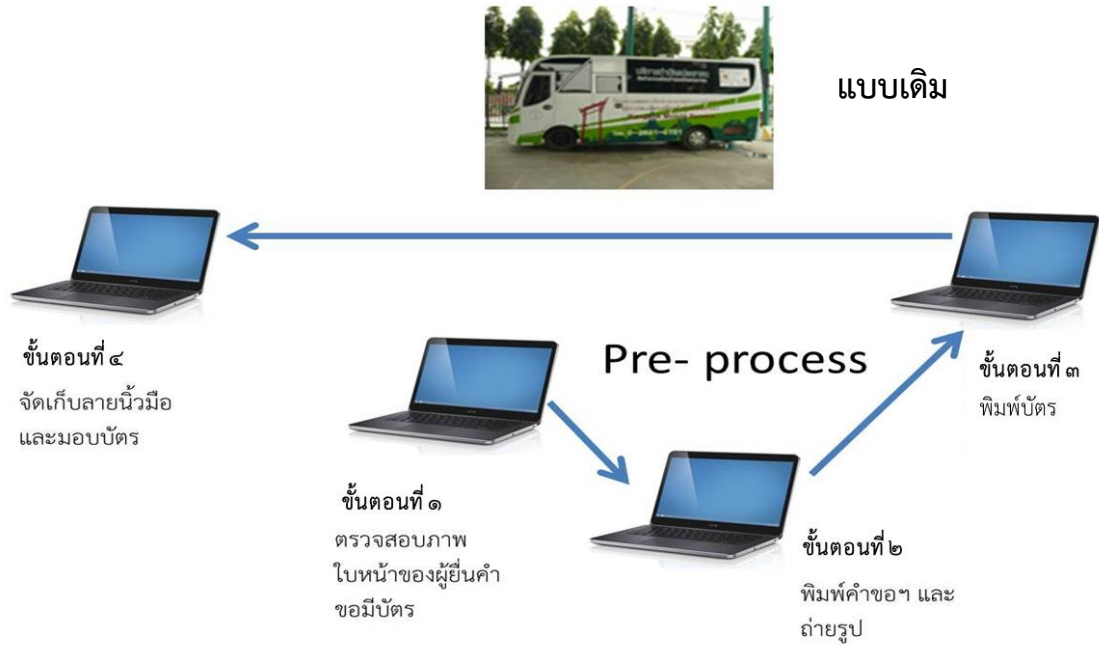 แบบเดิม
Pre- process
ขั้นตอนที่ ๔
จัดเก็บลายนิ้วมือ
และมอบบัตร
ขั้นตอนที่ ๑
ตรวจสอบภาพ
ใบหน้าของผู้ยื่นคำ
ขอมีบัตร
ขั้นตอนที่ ๒
พิมพ์คำขอฯ และ
ถ่ายรูป
ขั้นตอนที่ ๓
พิมพ์บัตร